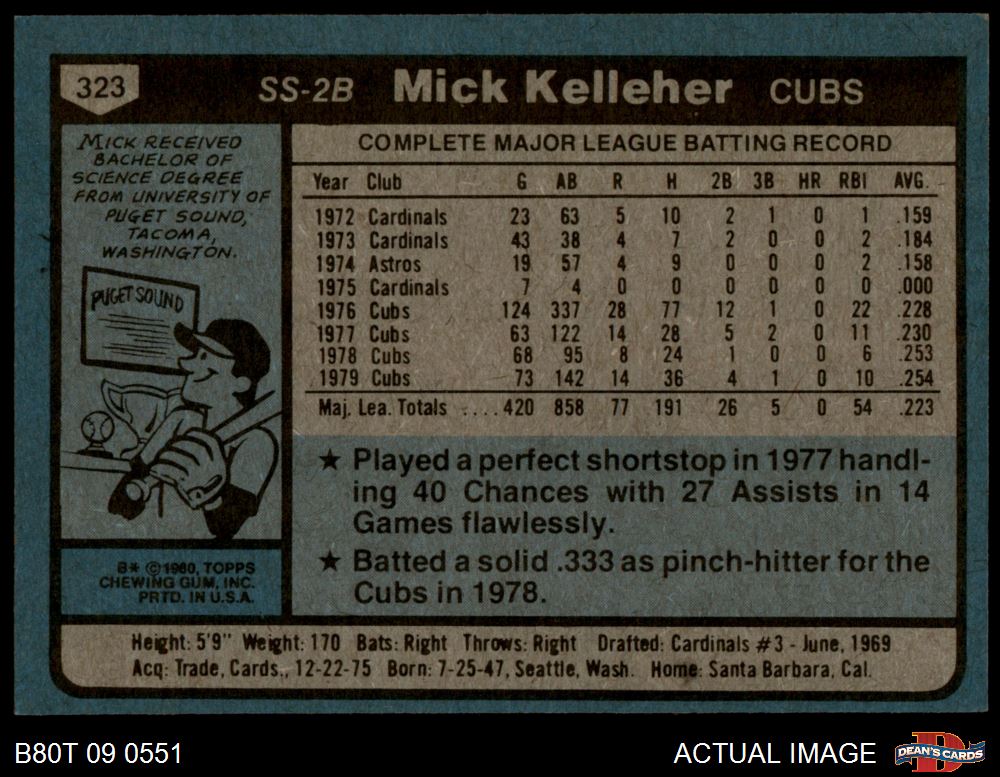 323 SS-2B Mick Kelleher CUBS
MICK RECEIVED
BACHELOR OF
SCIENCE DEGREE
FROM UNIVERSITY OF
PUGET SOUND,
TACOMA,
WASHINGTON.
PUGET SOUND
B* ©1980, TOPPS
CHEWING GUM, INC.
PRTD. IN U.S.A.
COMPLETE MAJOR LEAGUE BATTING RECORD
Year Club G AB R H 2B 3B HR RBI AVG.
1972 Cardinals 23 63 5 10 2 1 0 1 .159
1973 Cardinals 43 38 4 7 2 0 0 2 .184
1974 Astros 19 57 4 9 0 0 0 2 .158
1975 Cardinals 7 4 0 0 0 0 0 0 .000
1976 Cubs 124 337 28 77 12 1 0 22 .228
1977 Cubs 63 122 14 28 5 2 0 11 .230
1978 Cubs 68 95 8 24 1 0 0 6 .253
1979 Cubs 73 142 14 36 4 1 0 10 .254
Maj. Lea. Totals ....420 858 77 191 26 5 0 54 .223
★ Played a perfect shortstop in 1977 handl-
ing 40 Chances with 27 Assists in 14
Games flawlessly.
★ Batted a solid .333 as pinch-hitter for the
Cubs in 1978.
Height: 5'9" Weight: 170 Bats: Right Throws: Right Drafted: Cardinals #3 - June, 1969
Acq: Trade, Cards., 12-22-75 Born: 7-25-47, Seattle, Wash. Home: Santa Barbara, Cal.
B80T 09 0551 ACTUAL IMAGE D DEAN'S CARDS